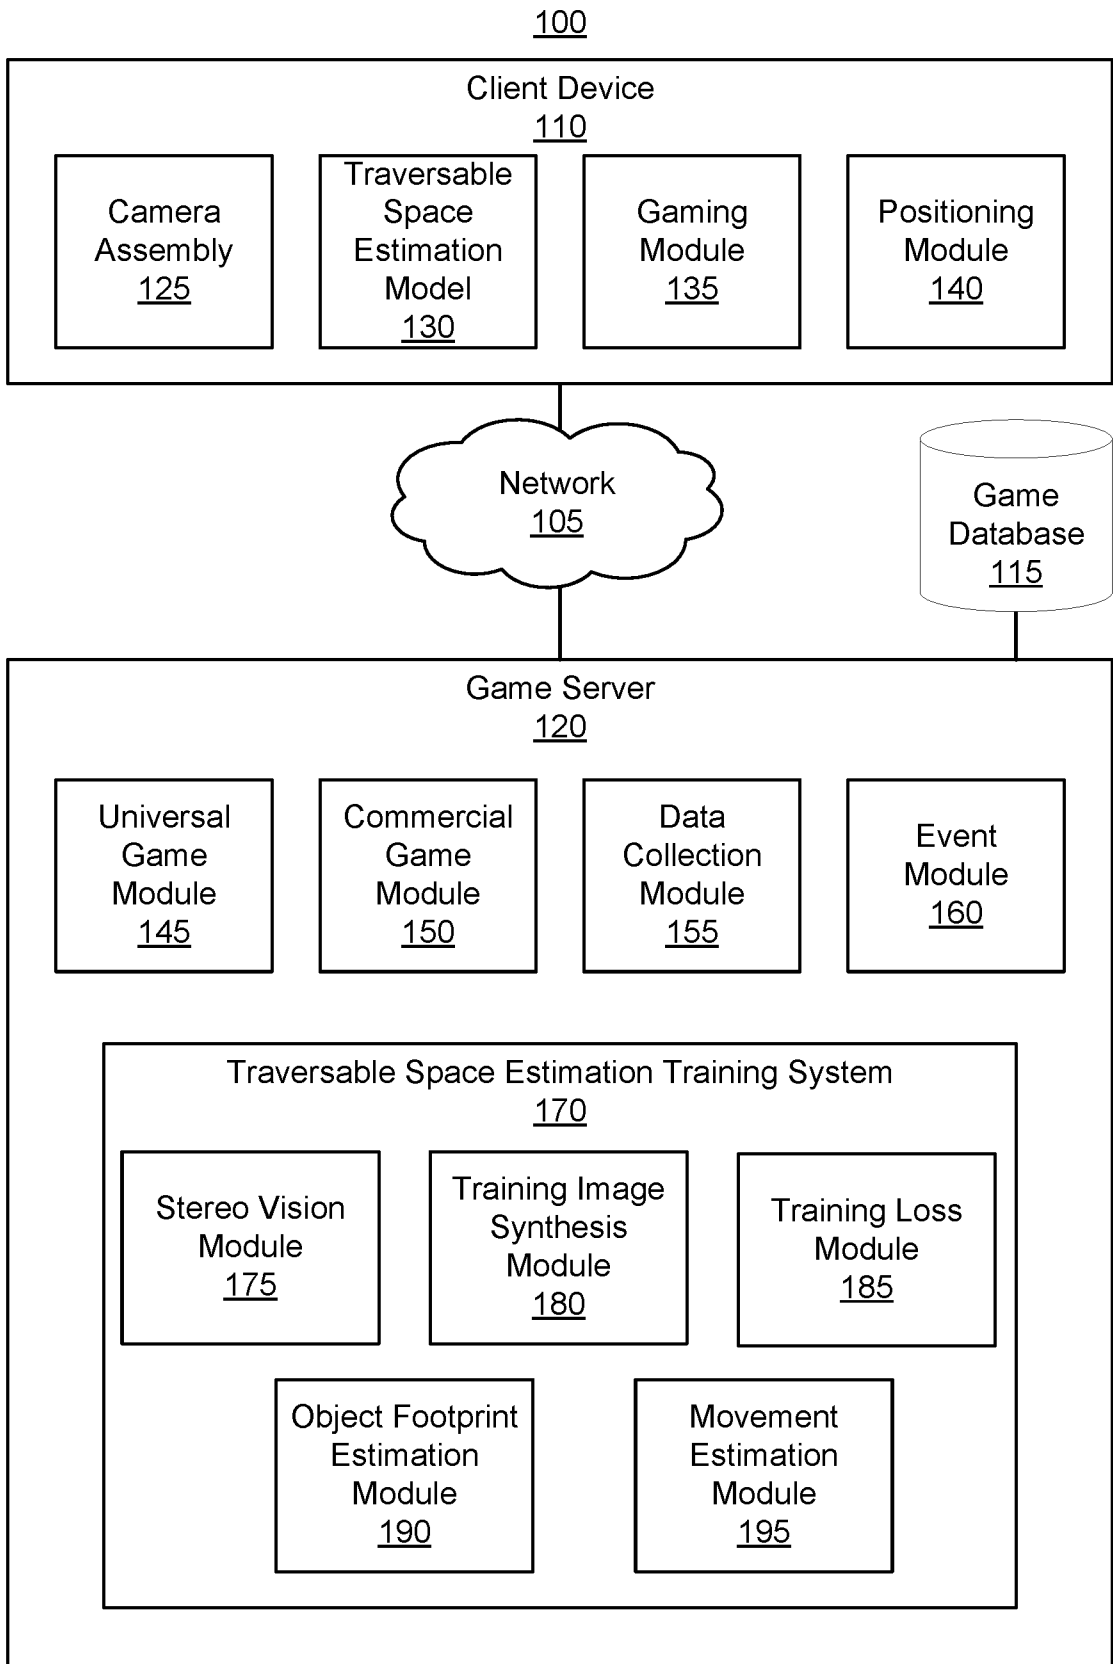 100
Client Device
110
Camera
Assembly
125
Traversable
Space
Estimation
Model
130
Gaming
Module
135
Positioning
Module
140
Network
105
Game
Database
115
Game Server
120
Universal
Game
Module
145
Commercial
Game
Module
150
Data
Collection
Module
155
Event
Module
160
Traversable Space Estimation Training System
170
Stereo Vision
Module
175
Training Image
Synthesis
Module
180
Training Loss
Module
185
Object Footprint
Estimation
Module
190
Movement
Estimation
Module
195